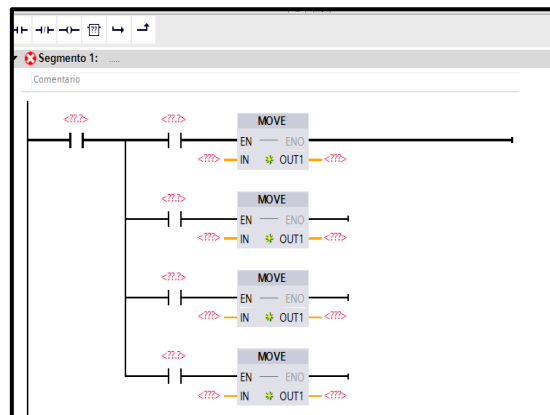 ??
Segmento 1: .....
Comentario
<??.?> <??.?> MOVE
EN ENO
<???> IN OUT1 <???>
<??.?> MOVE
EN ENO
<???> IN OUT1 <???>
<??.?> MOVE
EN ENO
<???> IN OUT1 <???>
<??.?> MOVE
EN ENO
<???> IN OUT1 <???>